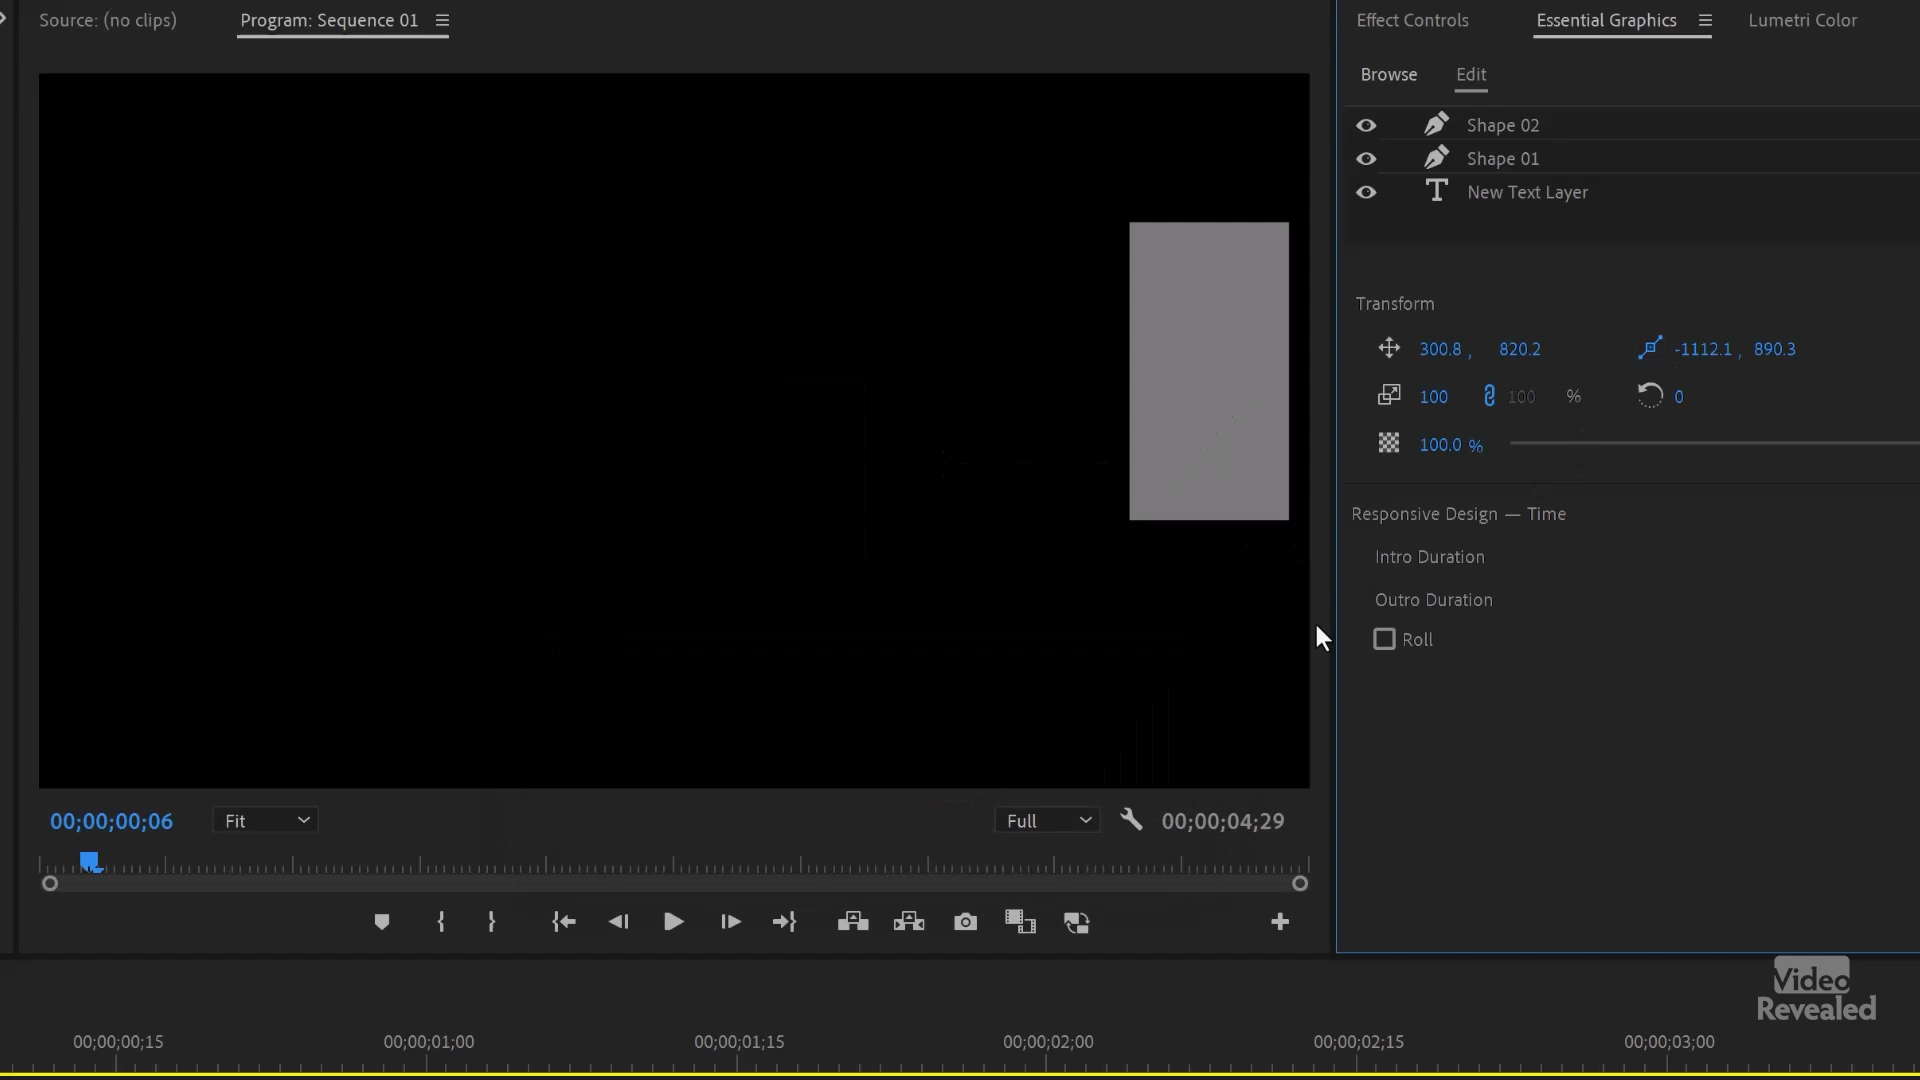 Source: (no clips)
Program: Sequence 01
Effect Controls
Essential Graphics
Lumetri Color
Browse
Edit
Shape 02
Shape 01
T New Text Layer
Transform
300.8 , 820.2
-1112.1 , 890.3
100 100 %
0
100.0 %
Responsive Design — Time
Intro Duration
Outro Duration
Roll
00;00;00;06
Fit
Full
00;00;04;29
Video
Revealed
00;00;00;15
00;00;01;00
00;00;01;15
00;00;02;00
00;00;02;15
00;00;03;00